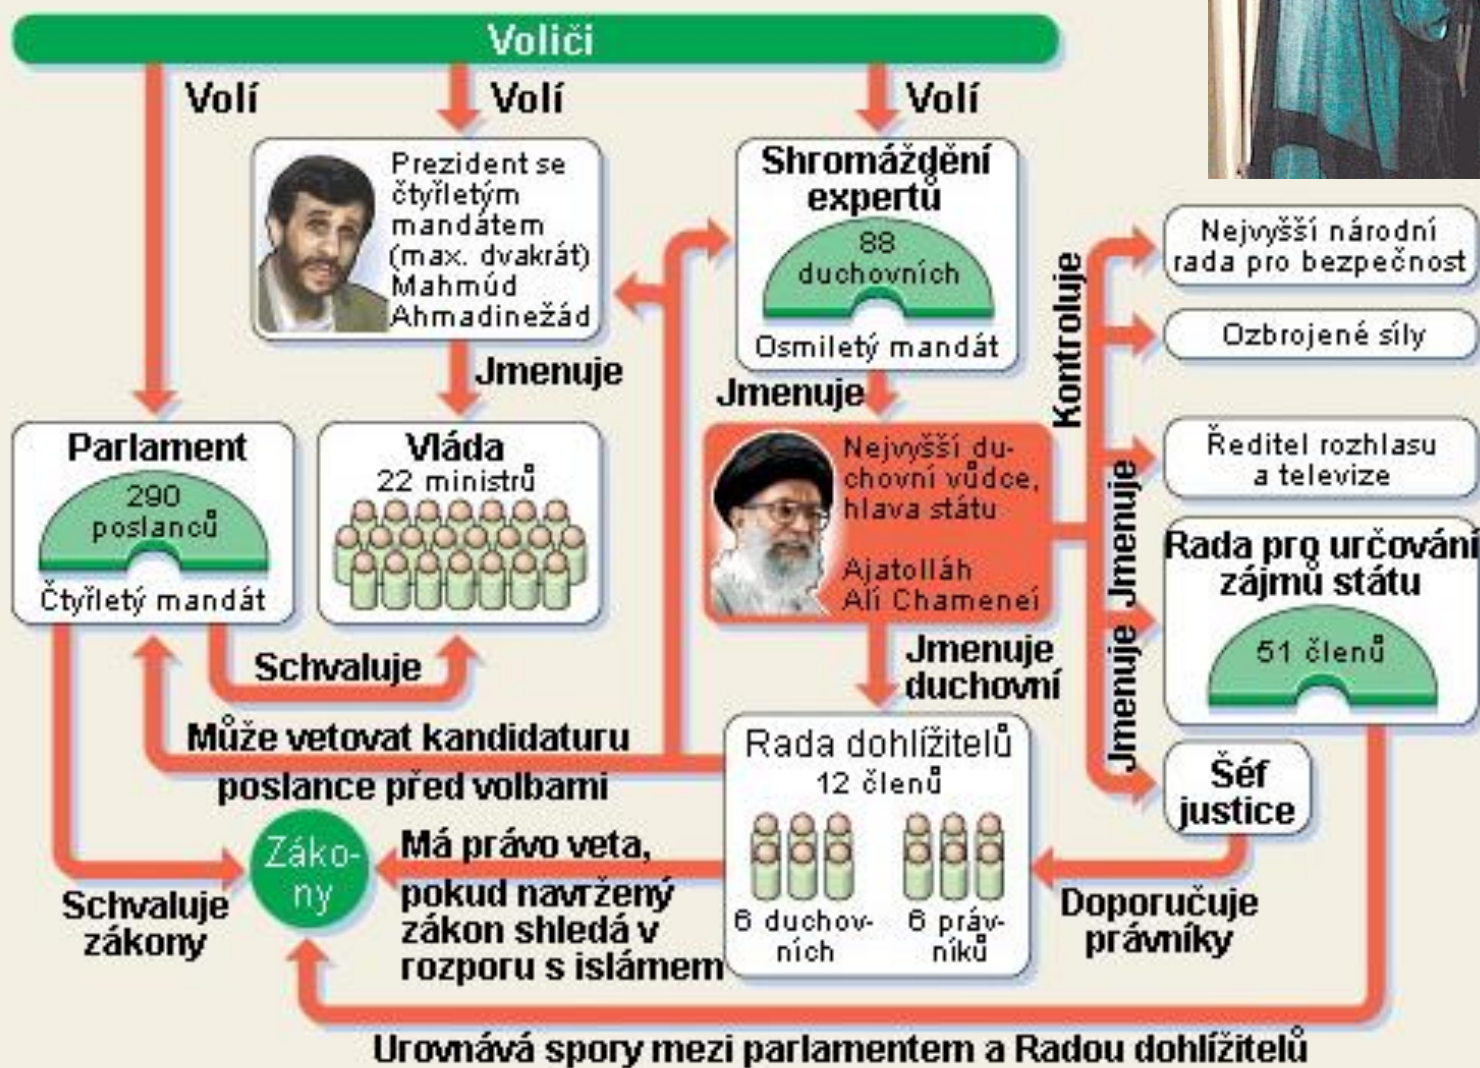 Voliči
Volí
Volí
Volí
Prezident se
čtyřletým
mandátem
(max. dvakrát)
Mahmúd
Ahmadinežád
Shromáždění
expertů
88
duchovních
Osmiletý mandát
Jmenuje
Jmenuje
Kontroluje
Nejvyšší národní
rada pro bezpečnost
Ozbrojené síly
Parlament
290
poslanců
Čtyřletý mandát
Vláda
22 ministrů
Nejvyšší du-
chovní vůdce,
hlava státu
Ajatolláh
Alí Chameneí
Jmenuje
Ředitel rozhlasu
a televize
Jmenuje
Rada pro určování
zájmů státu
51 členů
Schvaluje
Jmenuje
duchovní
Může vetovat kandidaturu
poslance před volbami
Rada dohlížitelů
12 členů
6 duchov-
ních
6 práv-
níků
Šéf
justice
Záko-
ny
Má právo veta,
pokud navržený
zákon shledá v
rozporu s islámem
Schvaluje
zákony
Doporučuje
právníky
Urovnává spory mezi parlamentem a Radou dohlížitelů